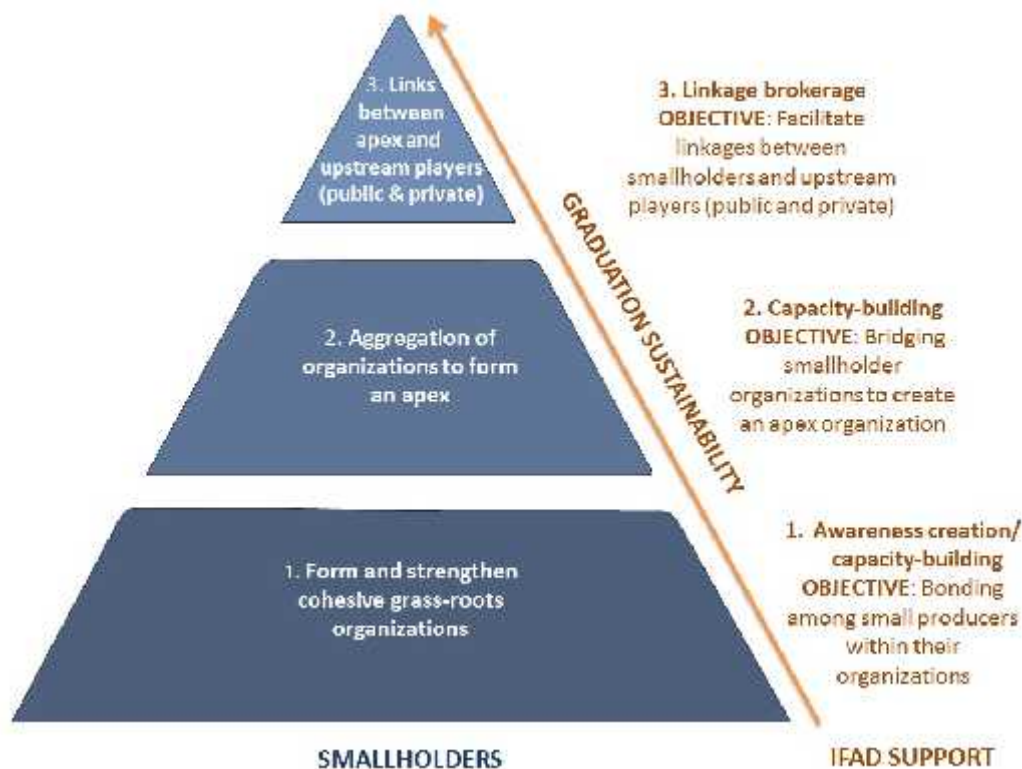 3. Links
between
apex and
upstream players
(public & private)
3. Linkage brokerage
OBJECTIVE: Facilitate
linkages between
smallholders and upstream
players (public and private)
GRADUATION SUSTAINABILITY
2. Aggregation of
organizations to form
an apex
2. Capacity-building
OBJECTIVE: Bridging
smallholder
organizations to create
an apex organization
1. Form and strengthen
cohesive grass-roots
organizations
1. Awareness creation/
capacity-building
OBJECTIVE: Bonding
among small producers
within their
organizations
SMALLHOLDERS
IFAD SUPPORT